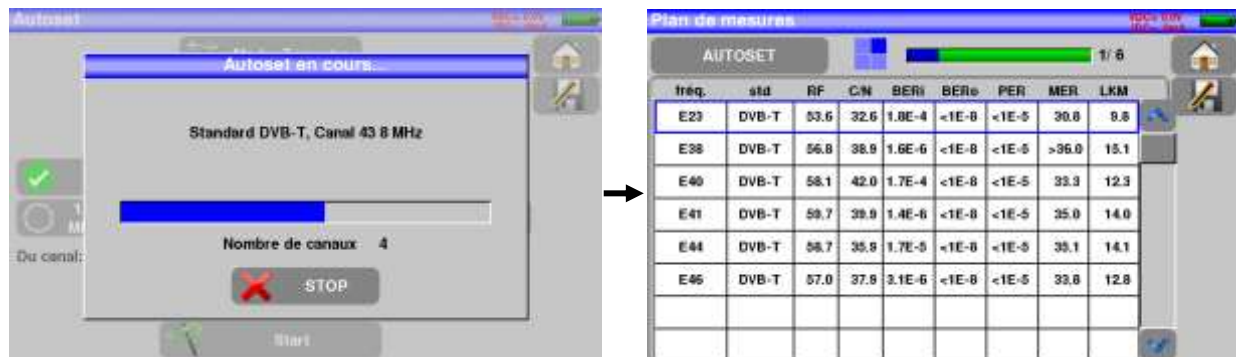 Autoset
Autoset en cours...
Standard DVB-T, Canal 43 8 MHz
Nombre de canaux 4
STOP
Du canal:
Start
Plan de mesures
AUTOSET 1/ 6
fréq. std RF C/N BERi BERo PER MER LKM
E23 DVB-T 53.6 32.6 1.8E-4 <1E-8 <1E-5 30.8 9.8
E38 DVB-T 56.8 38.9 1.6E-6 <1E-8 <1E-5 >36.0 15.1
E40 DVB-T 58.1 42.0 1.7E-4 <1E-8 <1E-5 33.3 12.3
E41 DVB-T 59.7 39.9 1.4E-6 <1E-8 <1E-5 35.0 14.0
E44 DVB-T 58.7 35.9 1.7E-5 <1E-8 <1E-5 35.1 14.1
E46 DVB-T 57.0 37.9 3.1E-6 <1E-8 <1E-5 33.8 12.8